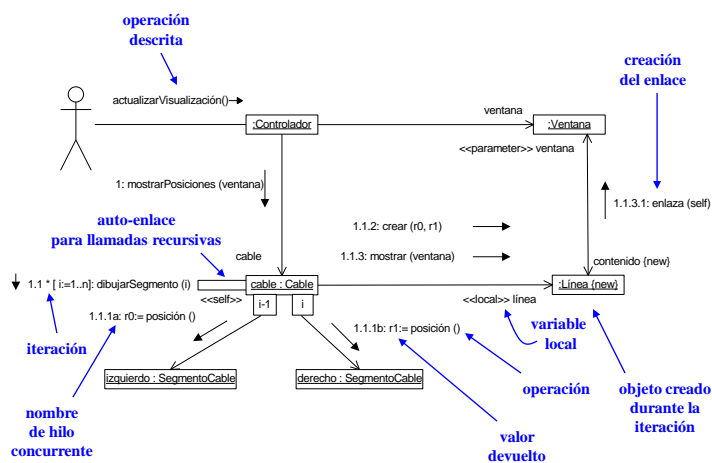 operación
descrita
creación
del enlace
actualizarVisualización()
ventana
:Controlador
:Ventana
<<parameter>> ventana
1: mostrarPosiciones (ventana)
1.1.3.1: enlaza (self)
auto-enlace
para llamadas recursivas
1.1.2: crear (r0, r1)
cable
1.1.3: mostrar (ventana)
contenido {new}
1.1 * [ i:=1..n]: dibujarSegmento (i)
cable : Cable
:Línea {new}
<<self>>
i-1
i
<<local>> línea
1.1.1a: r0:= posición ()
1.1.1b: r1:= posición ()
variable
local
iteración
izquierdo : SegmentoCable
derecho : SegmentoCable
operación
objeto creado
durante la
iteración
nombre
de hilo
concurrente
valor
devuelto